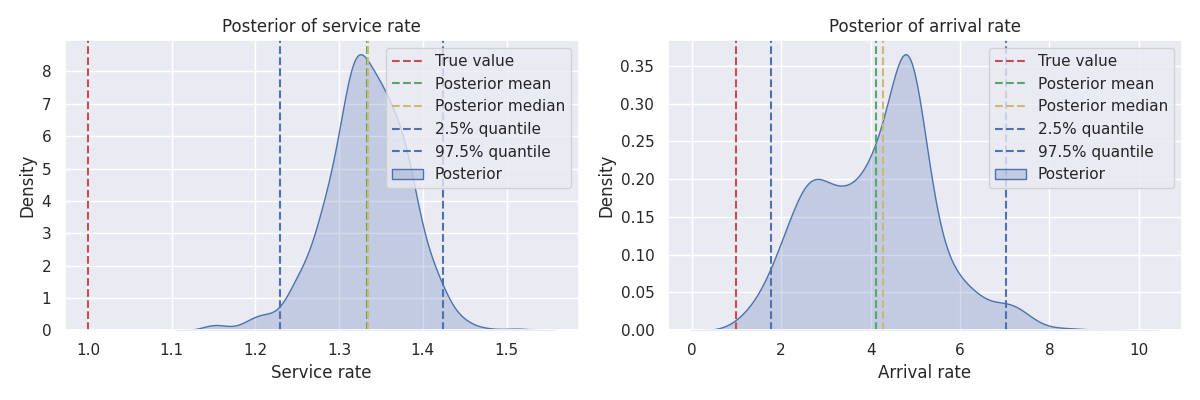 Posterior of service rate
Density
8
7
6
5
4
3
2
1
0
True value
Posterior mean
Posterior median
2.5% quantile
97.5% quantile
Posterior
1.0 1.1 1.2 1.3 1.4 1.5
Service rate
Posterior of arrival rate
Density
0.35
0.30
0.25
0.20
0.15
0.10
0.05
0.00
True value
Posterior mean
Posterior median
2.5% quantile
97.5% quantile
Posterior
0 2 4 6 8 10
Arrival rate